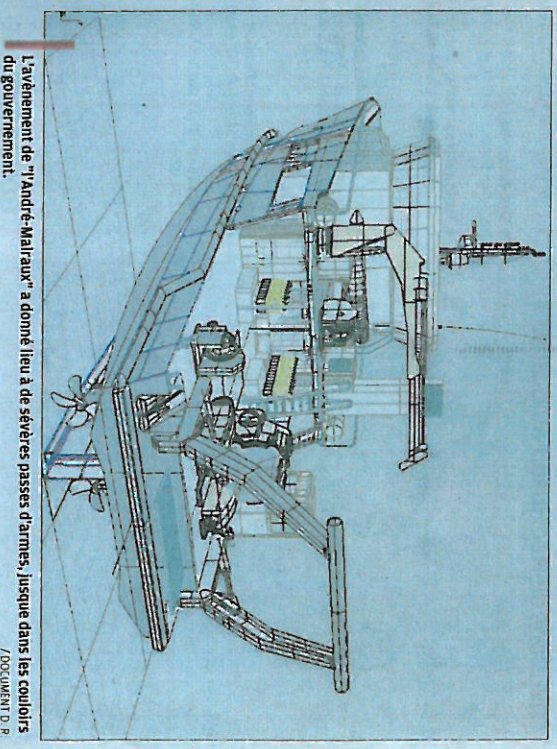 L'avènement de "l'André-Malraux" a donné lieu à de sévères passes d'armes, jusque dans les couloirs
du gouvernement.
/ DOCUMENT D. R